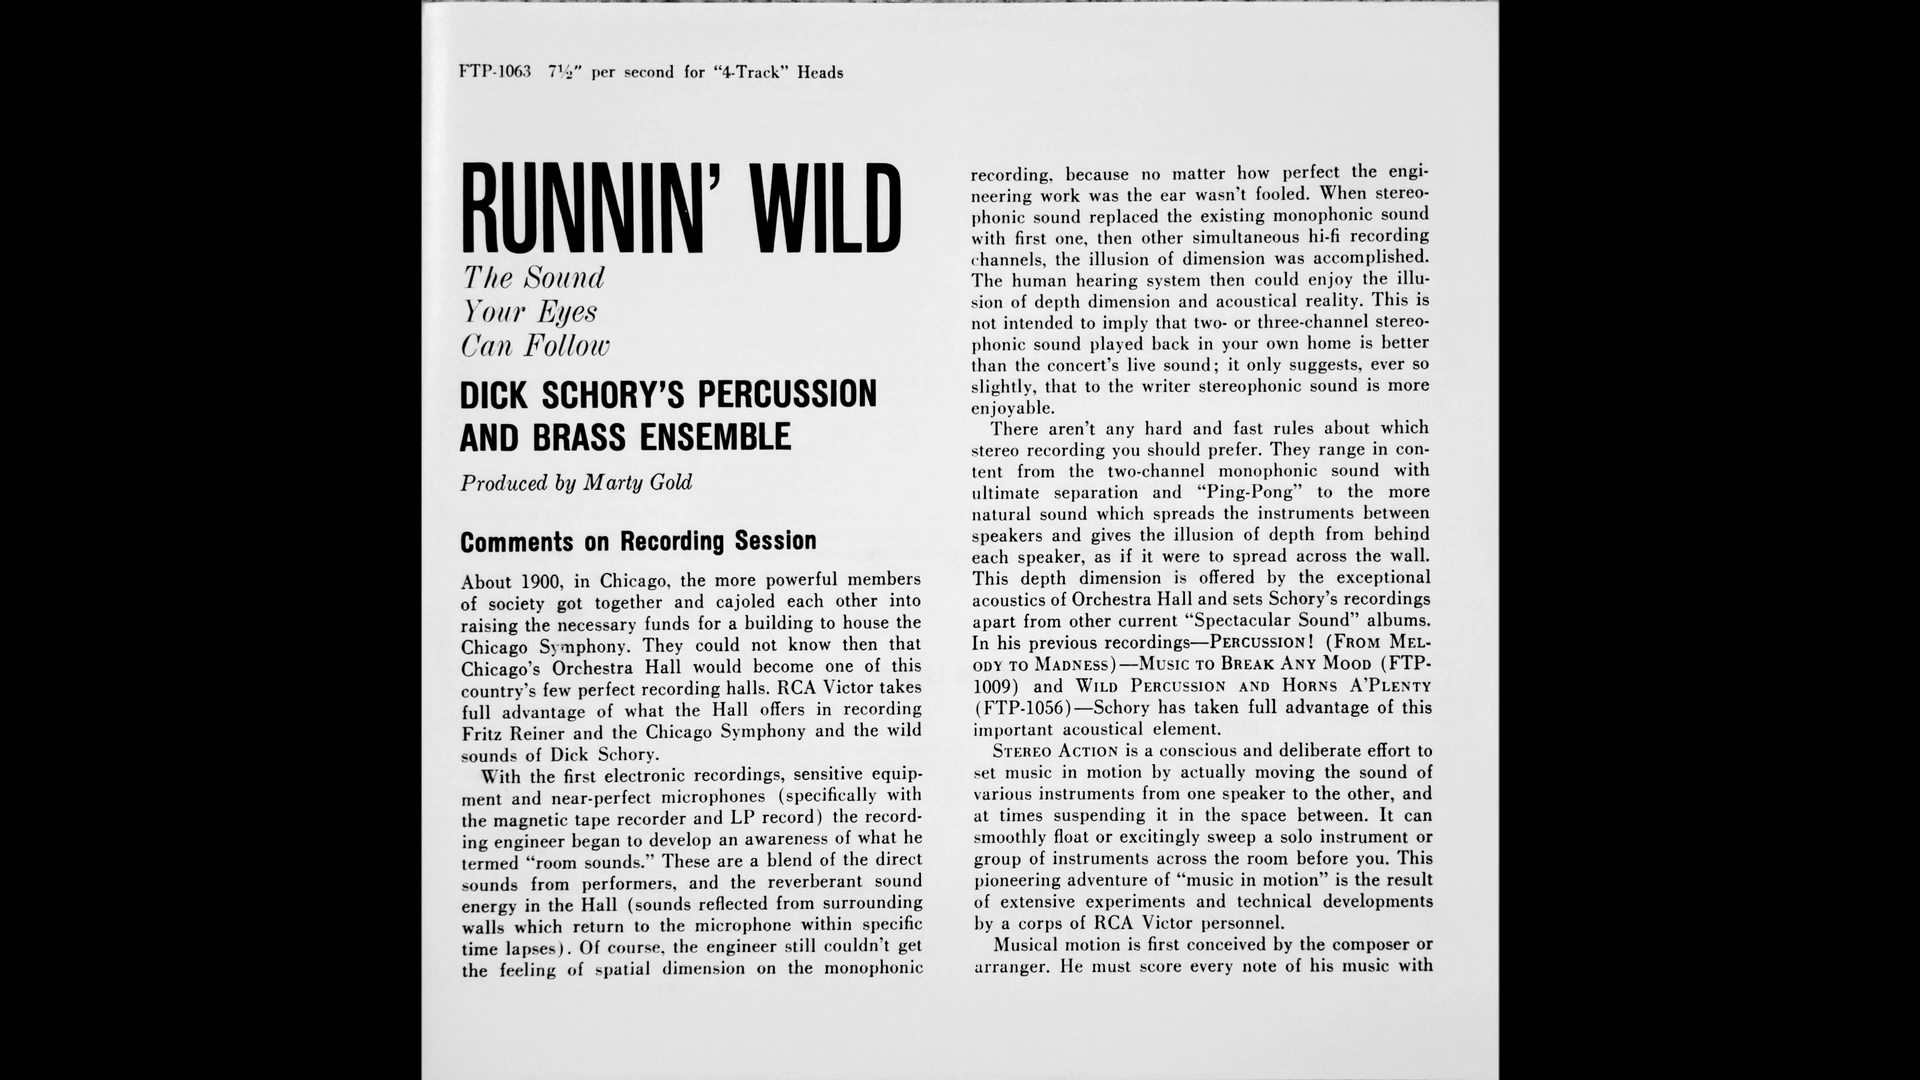 FTP-1063 7½" per second for "4-Track" Heads
RUNNIN' WILD
The Sound
Your Eyes
Can Follow
DICK SCHORY'S PERCUSSION
AND BRASS ENSEMBLE
Produced by Marty Gold
Comments on Recording Session
About 1900, in Chicago, the more powerful members
of society got together and cajoled each other into
raising the necessary funds for a building to house the
Chicago Symphony. They could not know then that
Chicago's Orchestra Hall would become one of this
country's few perfect recording halls. RCA Victor takes
full advantage of what the Hall offers in recording
Fritz Reiner and the Chicago Symphony and the wild
sounds of Dick Schory.
With the first electronic recordings, sensitive equip-
ment and near-perfect microphones (specifically with
the magnetic tape recorder and LP record) the record-
ing engineer began to develop an awareness of what he
termed "room sounds." These are a blend of the direct
sounds from performers, and the reverberant sound
energy in the Hall (sounds reflected from surrounding
walls which return to the microphone within specific
time lapses). Of course, the engineer still couldn't get
the feeling of spatial dimension on the monophonic
recording, because no matter how perfect the engi-
neering work was the ear wasn't fooled. When stereo-
phonic sound replaced the existing monophonic sound
with first one, then other simultaneous hi-fi recording
channels, the illusion of dimension was accomplished.
The human hearing system then could enjoy the illu-
sion of depth dimension and acoustical reality. This is
not intended to imply that two- or three-channel stereo-
phonic sound played back in your own home is better
than the concert's live sound; it only suggests, ever so
slightly, that to the writer stereophonic sound is more
enjoyable.
There aren't any hard and fast rules about which
stereo recording you should prefer. They range in con-
tent from the two-channel monophonic sound with
ultimate separation and "Ping-Pong" to the more
natural sound which spreads the instruments between
speakers and gives the illusion of depth from behind
each speaker, as if it were to spread across the wall.
This depth dimension is offered by the exceptional
acoustics of Orchestra Hall and sets Schory's recordings
apart from other current "Spectacular Sound" albums.
In his previous recordings—PERCUSSION! (FROM MEL-
ODY TO MADNESS)—MUSIC TO BREAK ANY MOOD (FTP-
1009) and WILD PERCUSSION AND HORNS A'PLENTY
(FTP-1056)—Schory has taken full advantage of this
important acoustical element.
STEREO ACTION is a conscious and deliberate effort to
set music in motion by actually moving the sound of
various instruments from one speaker to the other, and
at times suspending it in the space between. It can
smoothly float or excitingly sweep a solo instrument or
group of instruments across the room before you. This
pioneering adventure of "music in motion" is the result
of extensive experiments and technical developments
by a corps of RCA Victor personnel.
Musical motion is first conceived by the composer or
arranger. He must score every note of his music with